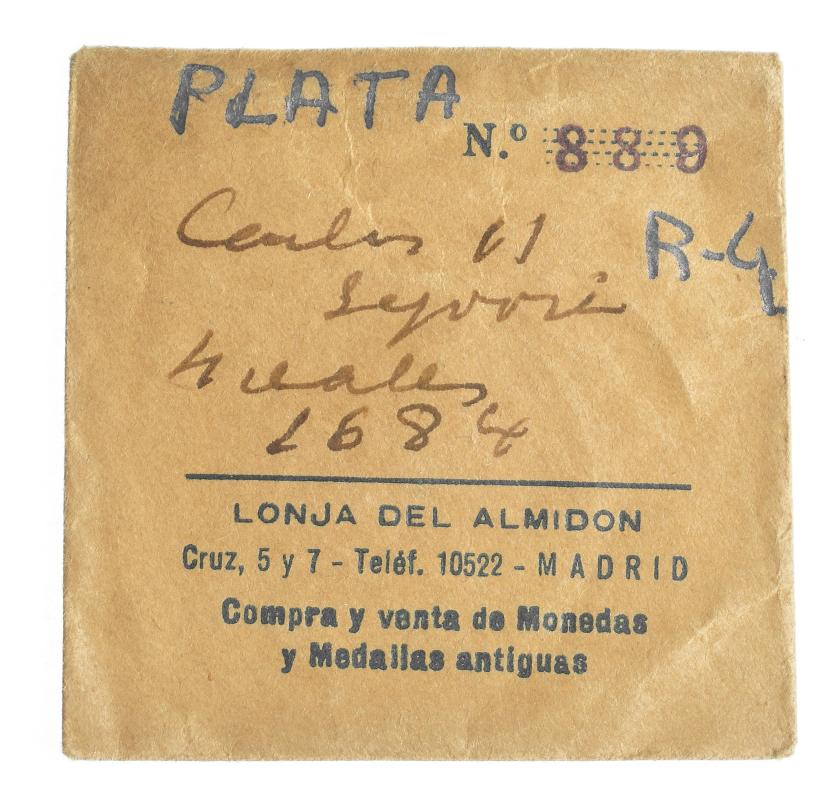 PLATA
N.º 889
Carlos II
R-4
Segovia
4 reales
1684
LONJA DEL ALMIDON
Cruz, 5 y 7 - Teléf. 10522 - MADRID
Compra y venta de Monedas
y Medallas antiguas